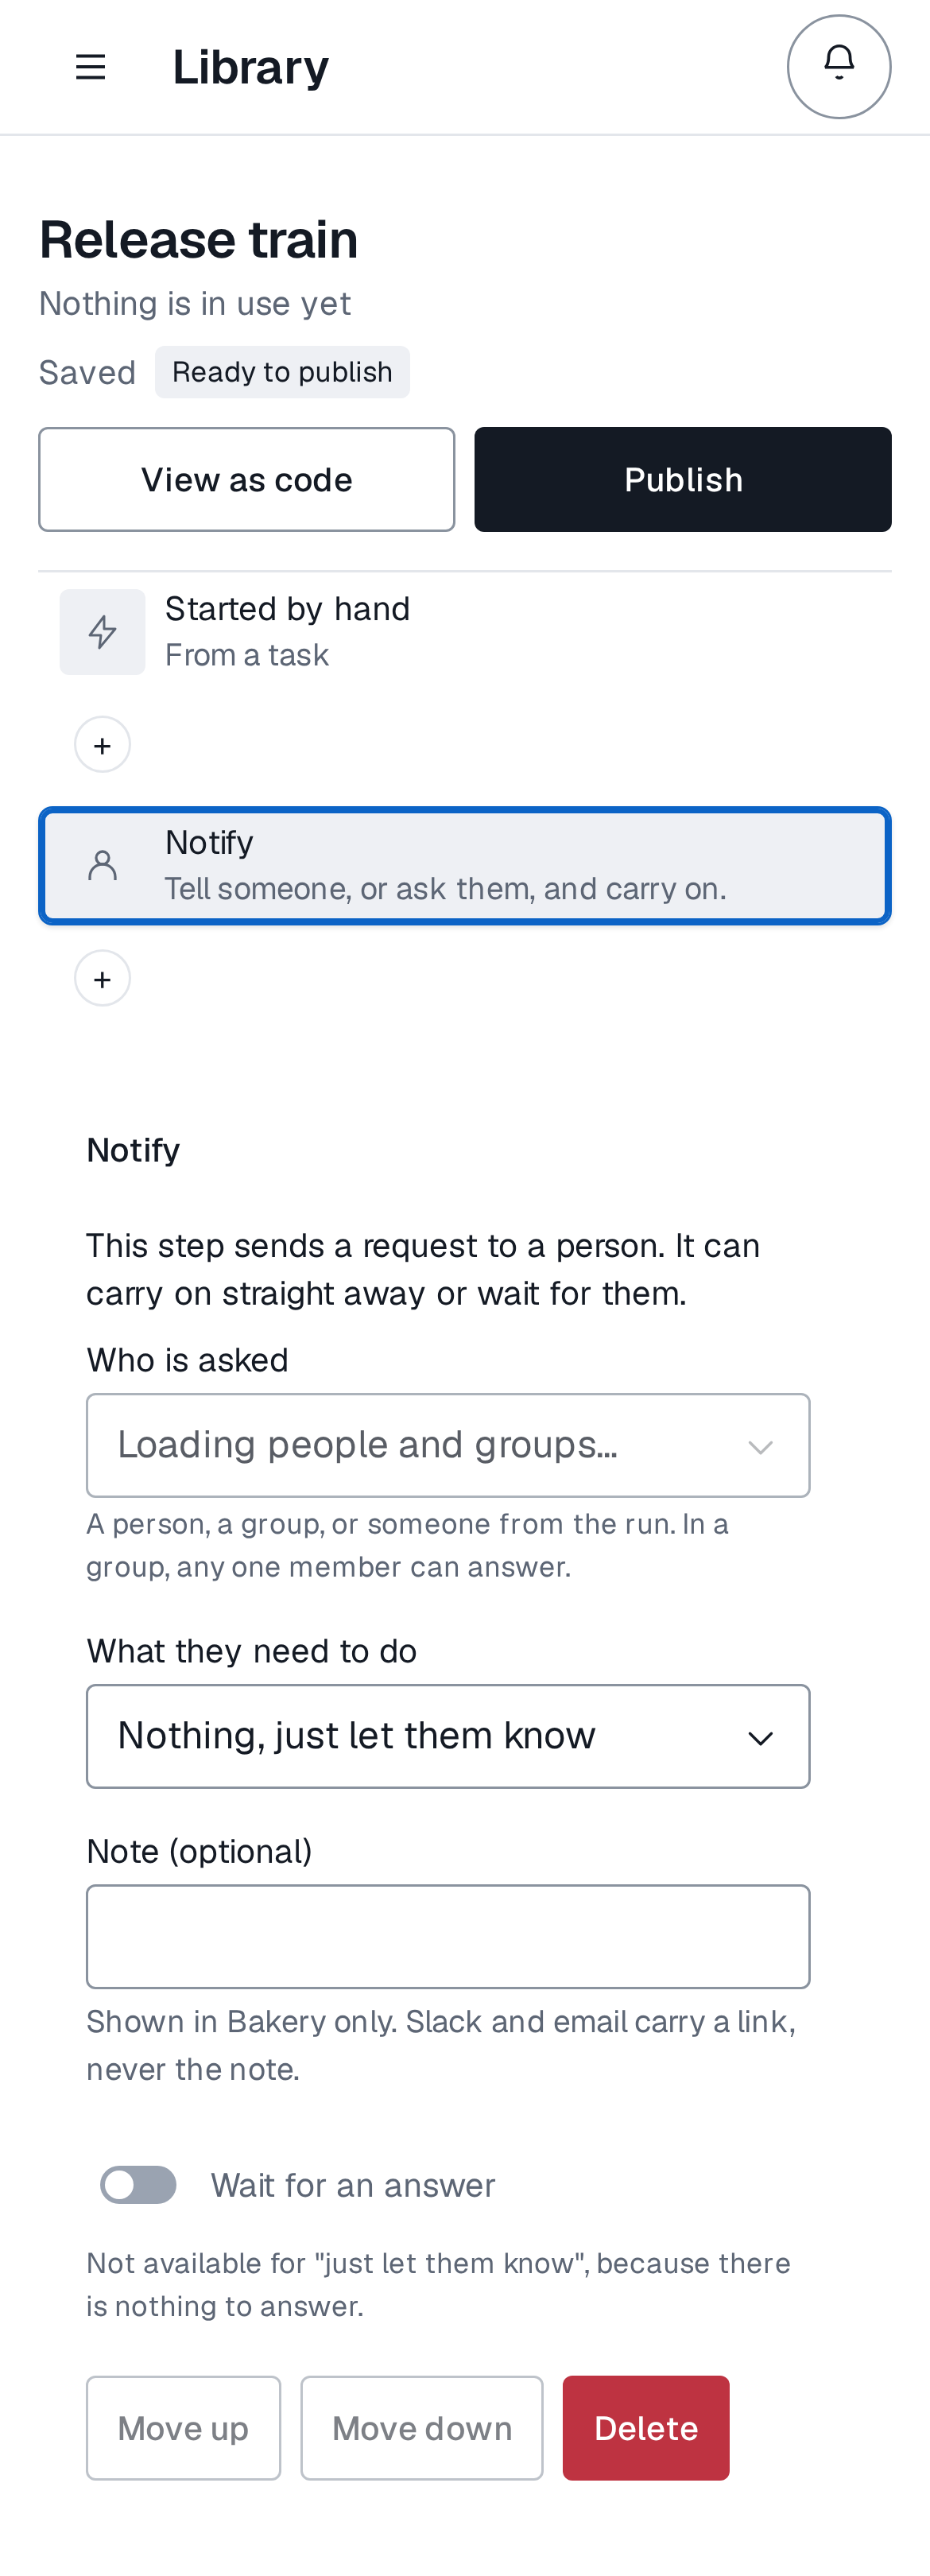 Library
Release train
Nothing is in use yet
Saved
Ready to publish
View as code
Publish
Started by hand
From a task
+
Notify
Tell someone, or ask them, and carry on.
+
Notify
This step sends a request to a person. It can
carry on straight away or wait for them.
Who is asked
Loading people and groups...
A person, a group, or someone from the run. In a
group, any one member can answer.
What they need to do
Nothing, just let them know
Note (optional)
Shown in Bakery only. Slack and email carry a link,
never the note.
Wait for an answer
Not available for "just let them know", because there
is nothing to answer.
Move up
Move down
Delete